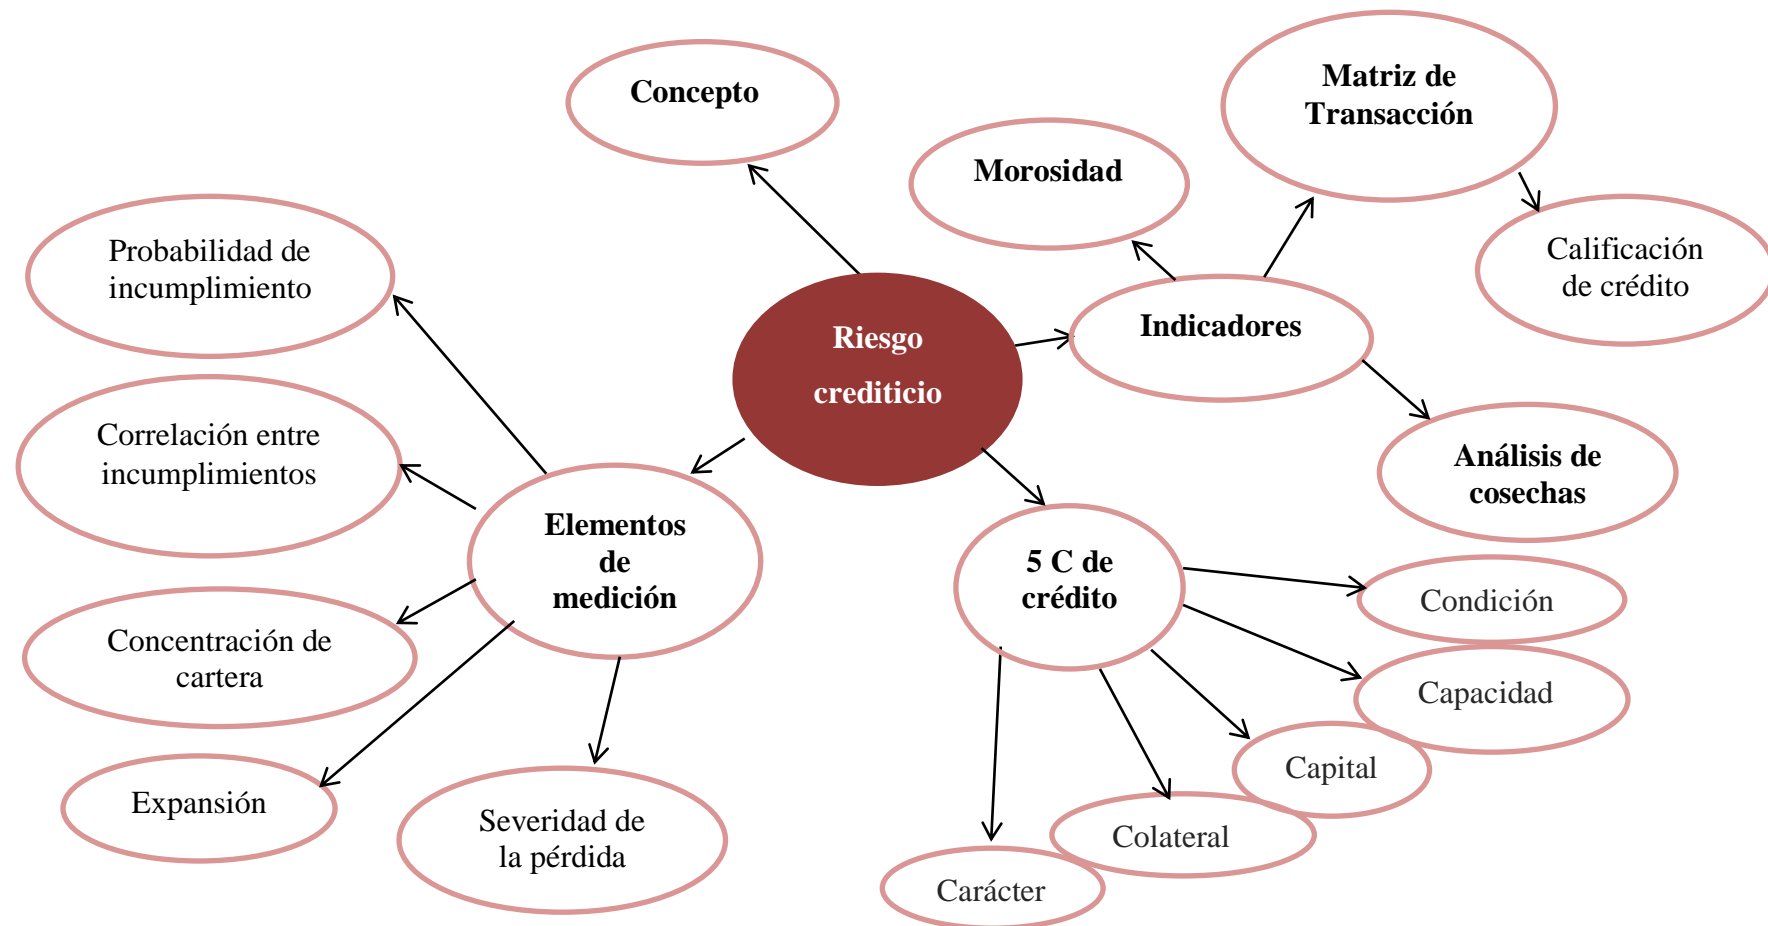 Concepto
Matriz de
Transacción
Morosidad
Calificación
de crédito
Probabilidad de
incumplimiento
Riesgo
crediticio
Indicadores
Correlación entre
incumplimientos
Análisis de
cosechas
Elementos
de
medición
5 C de
crédito
Condición
Concentración de
cartera
Capacidad
Capital
Expansión
Severidad de
la pérdida
Colateral
Carácter